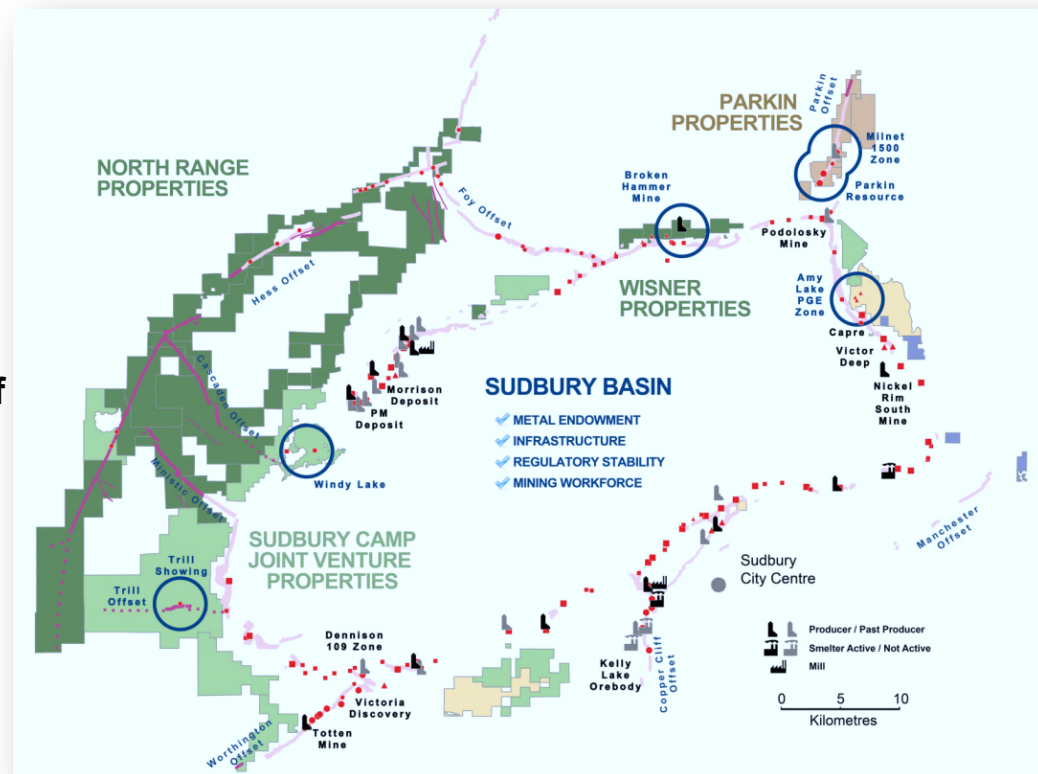 PARKIN
PROPERTIES
Parkin
Offset
Milnet
1500
Zone
Parkin
Resource
NORTH RANGE
PROPERTIES
Broken
Hammer
Mine
Foy Offset
Podolosky
Mine
Hess Offset
WISNER
PROPERTIES
Amy
Lake
PGE
Zone
Capre
Victor
Deep
Nickel
Rim
South
Mine
f
Cascaden Offset
Morrison
Deposit
PM
Deposit
SUDBURY BASIN
METAL ENDOWMENT
INFRASTRUCTURE
REGULATORY STABILITY
MINING WORKFORCE
Windy Lake
Ministic Offset
SUDBURY CAMP
JOINT VENTURE
PROPERTIES
Trill
Showing
Trill
Offset
Manchester
Offset
Sudbury
City Centre
Dennison
109 Zone
Victoria
Discovery
Totten
Mine
Worthington
Offset
Kelly
Lake
Orebody
Copper Cliff
Offset
Producer / Past Producer
Smelter Active / Not Active
Mill
0 5 10
Kilometres